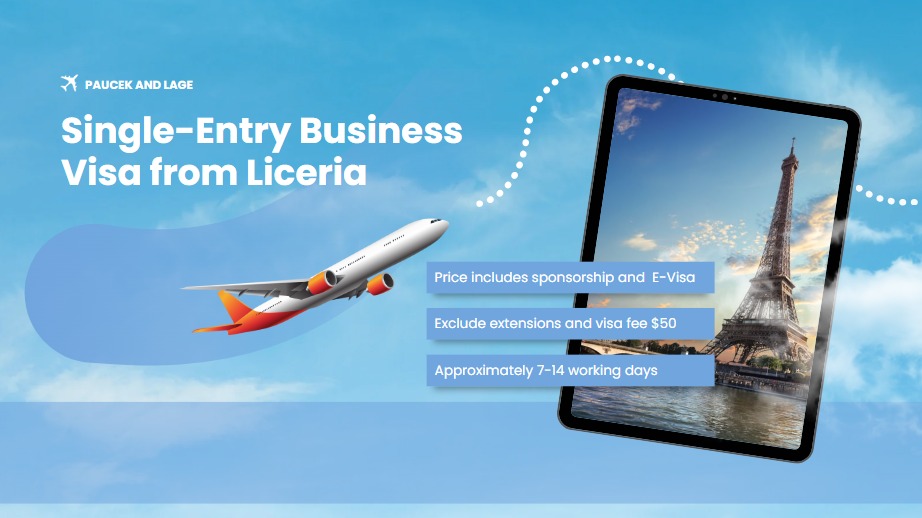 PAUCEK AND LAGE
Single-Entry Business
Visa from Liceria
Price includes sponsorship and  E-Visa
Exclude extensions and visa fee $50
Approximately 7-14 working days